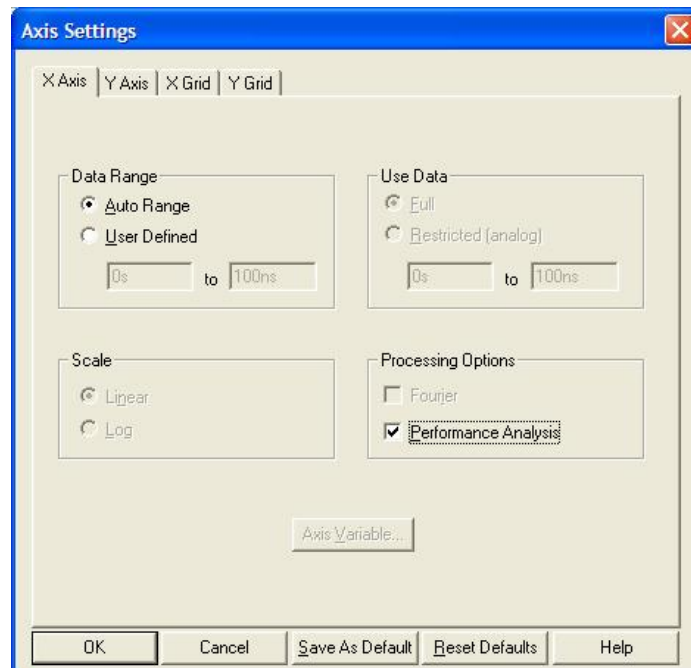 Axis Settings
X Axis Y Axis X Grid Y Grid
Data Range
Auto Range
User Defined
0s to 100ns
Use Data
Full
Restricted (analog)
0s to 100ns
Scale
Linear
Log
Processing Options
Fourier
Performance Analysis
Axis Variable...
OK Cancel Save As Default Reset Defaults Help